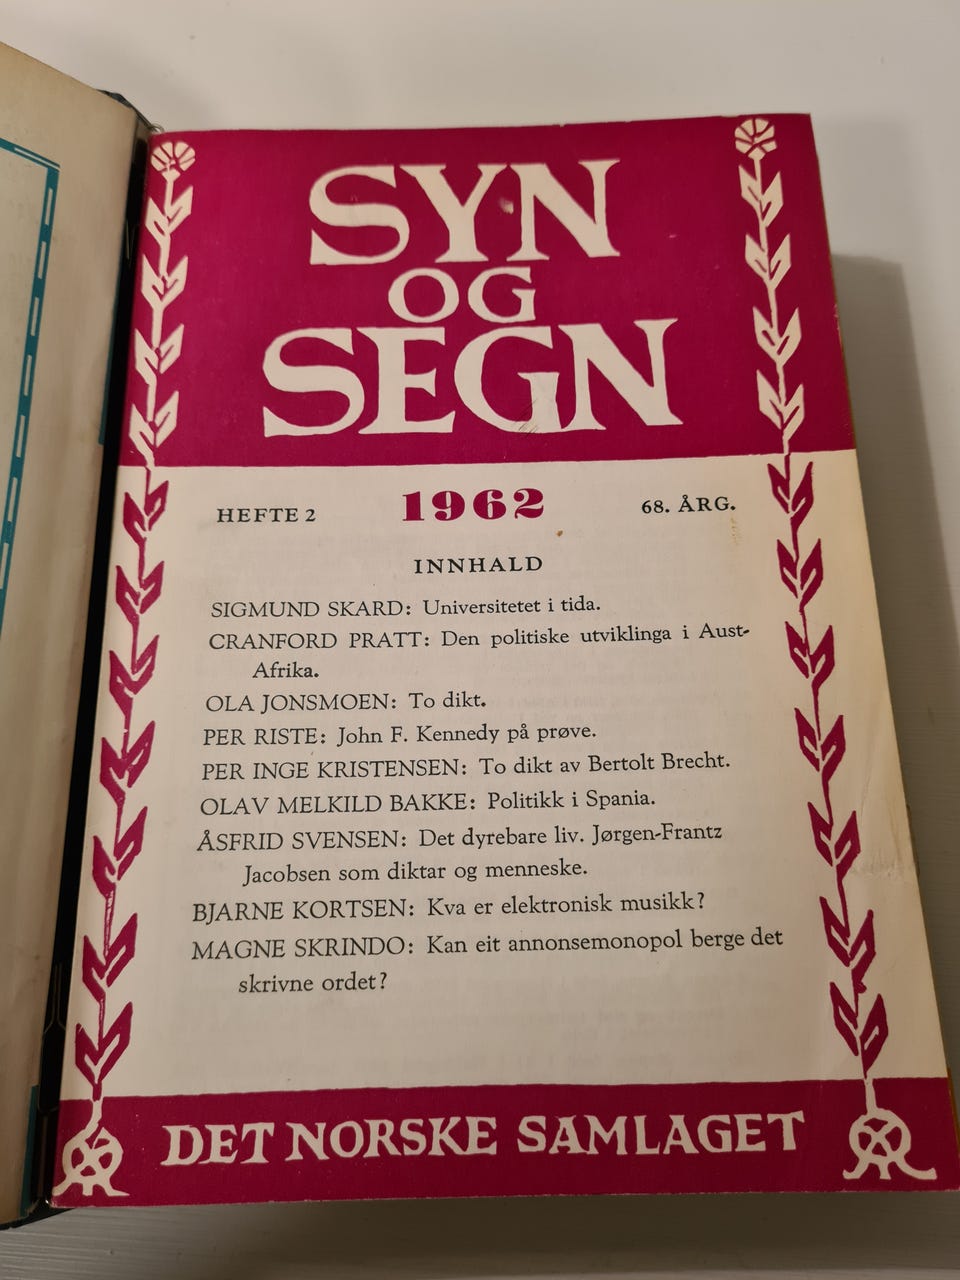 SYN
OG
SEGN
HEFTE 2 1962 68. ÅRG.
INNHALD
SIGMUND SKARD: Universitetet i tida.
CRANFORD PRATT: Den politiske utviklinga i Aust-
Afrika.
OLA JONSMOEN: To dikt.
PER RISTE: John F. Kennedy på prøve.
PER INGE KRISTENSEN: To dikt av Bertolt Brecht.
OLAV MELKILD BAKKE: Politikk i Spania.
ÅSFRID SVENSEN: Det dyrebare liv. Jørgen-Frantz
Jacobsen som diktar og menneske.
BJARNE KORTSEN: Kva er elektronisk musikk?
MAGNE SKRINDO: Kan eit annonsemonopol berge det
skrivne ordet?
DET NORSKE SAMLAGET